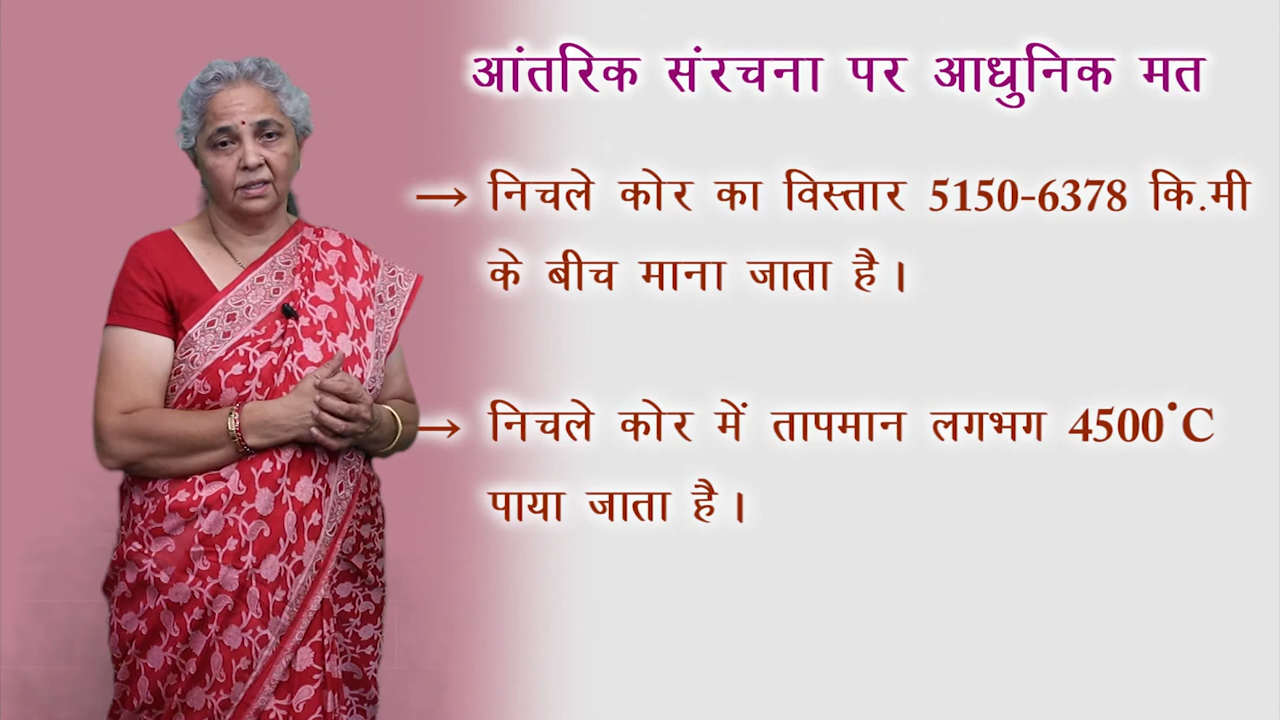 आंतरिक संरचना पर आधुनिक मत
→ निचले कोर का विस्तार 5150-6378 कि.मी
के बीच माना जाता है।
→ निचले कोर में तापमान लगभग 4500°C
पाया जाता है।